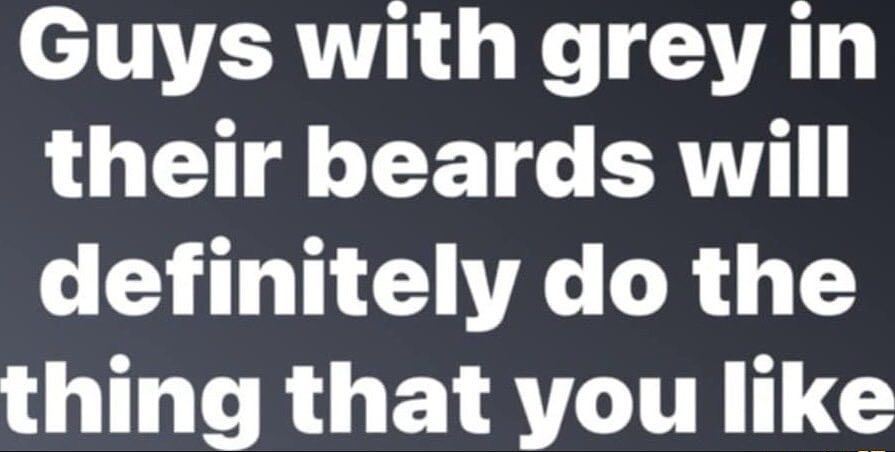 Guys with grey in
their beards will
definitely do the
thing that you like